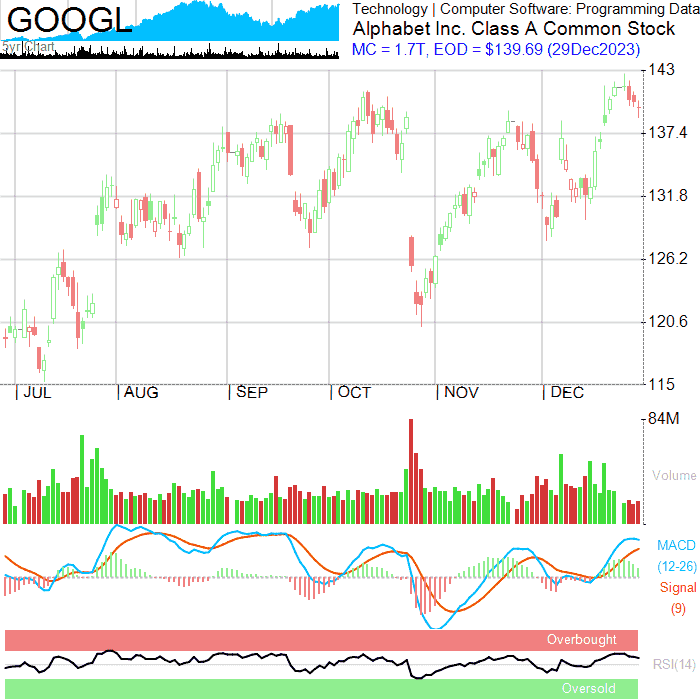 GOOGL
5yr Chart
Technology | Computer Software: Programming Data
Alphabet Inc. Class A Common Stock
MC = 1.7T, EOD = $139.69 (29Dec2023)
143
137.4
131.8
126.2
120.6
115
JUL AUG SEP OCT NOV DEC
84M
Volume
MACD
(12-26)
Signal
(9)
Overbought
RSI(14)
Oversold